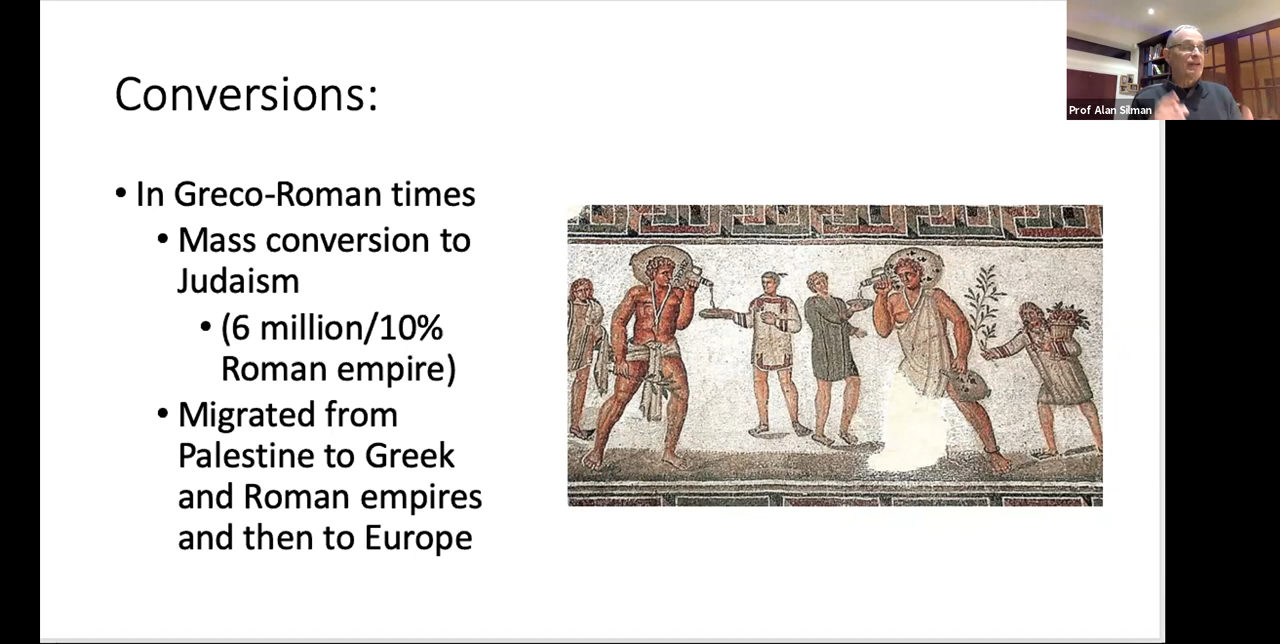 Conversions:
• In Greco-Roman times
• Mass conversion to
Judaism
• (6 million/10%
Roman empire)
• Migrated from
Palestine to Greek
and Roman empires
and then to Europe
Prof Alan Silman